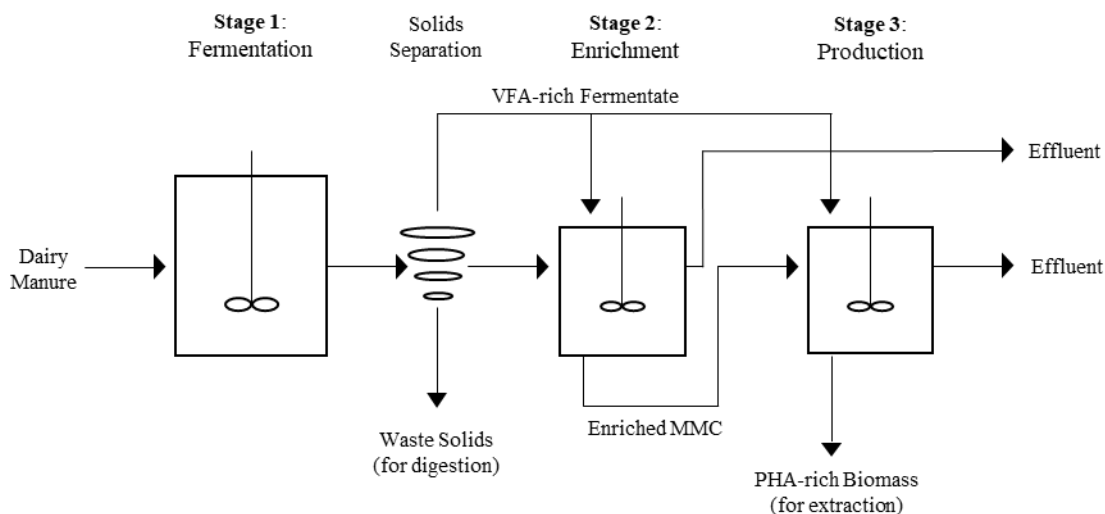 Stage 1:
Fermentation
Solids
Separation
Stage 2:
Enrichment
Stage 3:
Production
VFA-rich Fermentate
Effluent
Dairy
Manure
Effluent
Enriched MMC
Waste Solids
(for digestion)
PHA-rich Biomass
(for extraction)